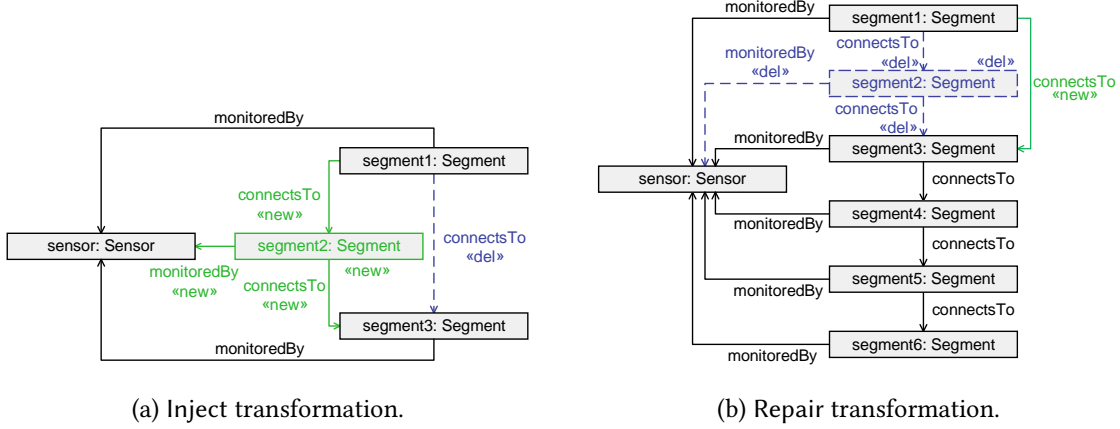 monitoredBy
segment1: Segment
connectsTo
«new»
sensor: Sensor
segment2: Segment
«new»
monitoredBy
«new»
connectsTo
«new»
connectsTo
«del»
segment3: Segment
monitoredBy
(a) Inject transformation.
monitoredBy
segment1: Segment
connectsTo
«del»
«del»
monitoredBy
«del»
segment2: Segment
connectsTo
«new»
connectsTo
«del»
monitoredBy
segment3: Segment
sensor: Sensor
connectsTo
segment4: Segment
monitoredBy
connectsTo
segment5: Segment
monitoredBy
connectsTo
segment6: Segment
monitoredBy
(b) Repair transformation.